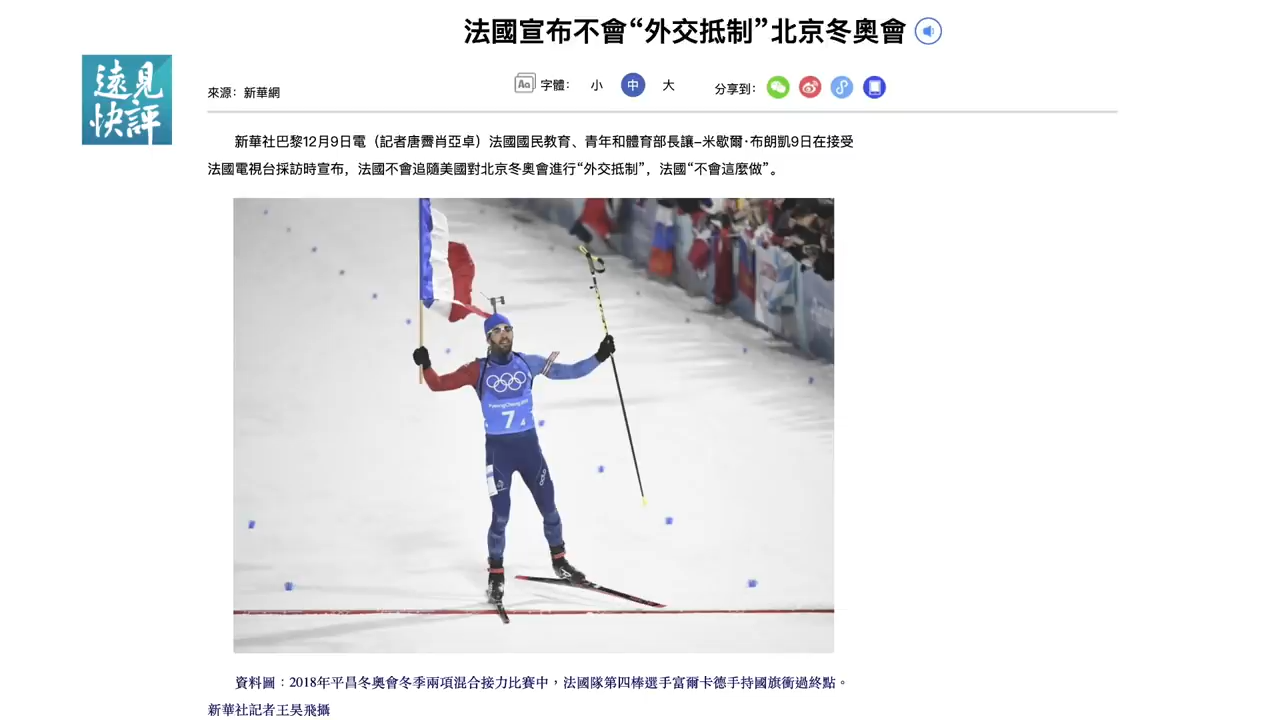 法國宣布不會“外交抵制”北京冬奧會
遠見
快評
來源：新華網
Aa 字體： 小 中 大
分享到：
新華社巴黎12月9日電（記者唐霽肖亞卓）法國國民教育、青年和體育部長讓-米歇爾·布朗凱9日在接受
法國電視台採訪時宣布，法國不會追隨美國對北京冬奧會進行“外交抵制”，法國“不會這麼做”。
PyeongChang 2018
7 4
資料圖：2018年平昌冬奧會冬季兩項混合接力比賽中，法國隊第四棒選手富爾卡德手持國旗衝過終點。
新華社記者王昊飛攝